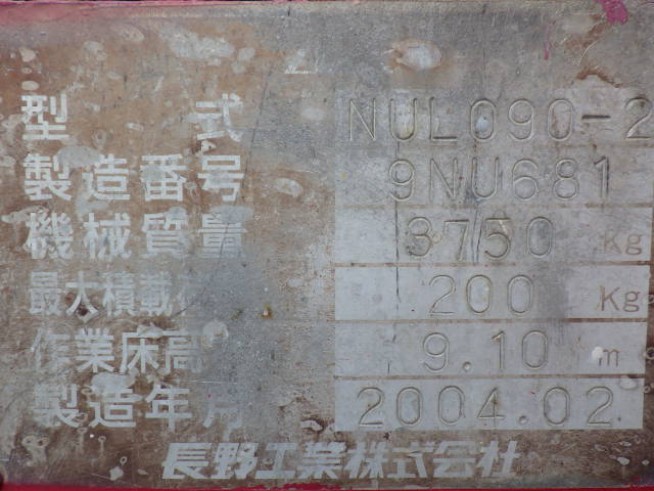 型式 NUL090-2
製造番号 9NU681
機械質量 3750 Kg
最大積載 200 Kg
作業床高 9.10 m
製造年月 2004.02
長野工業株式会社